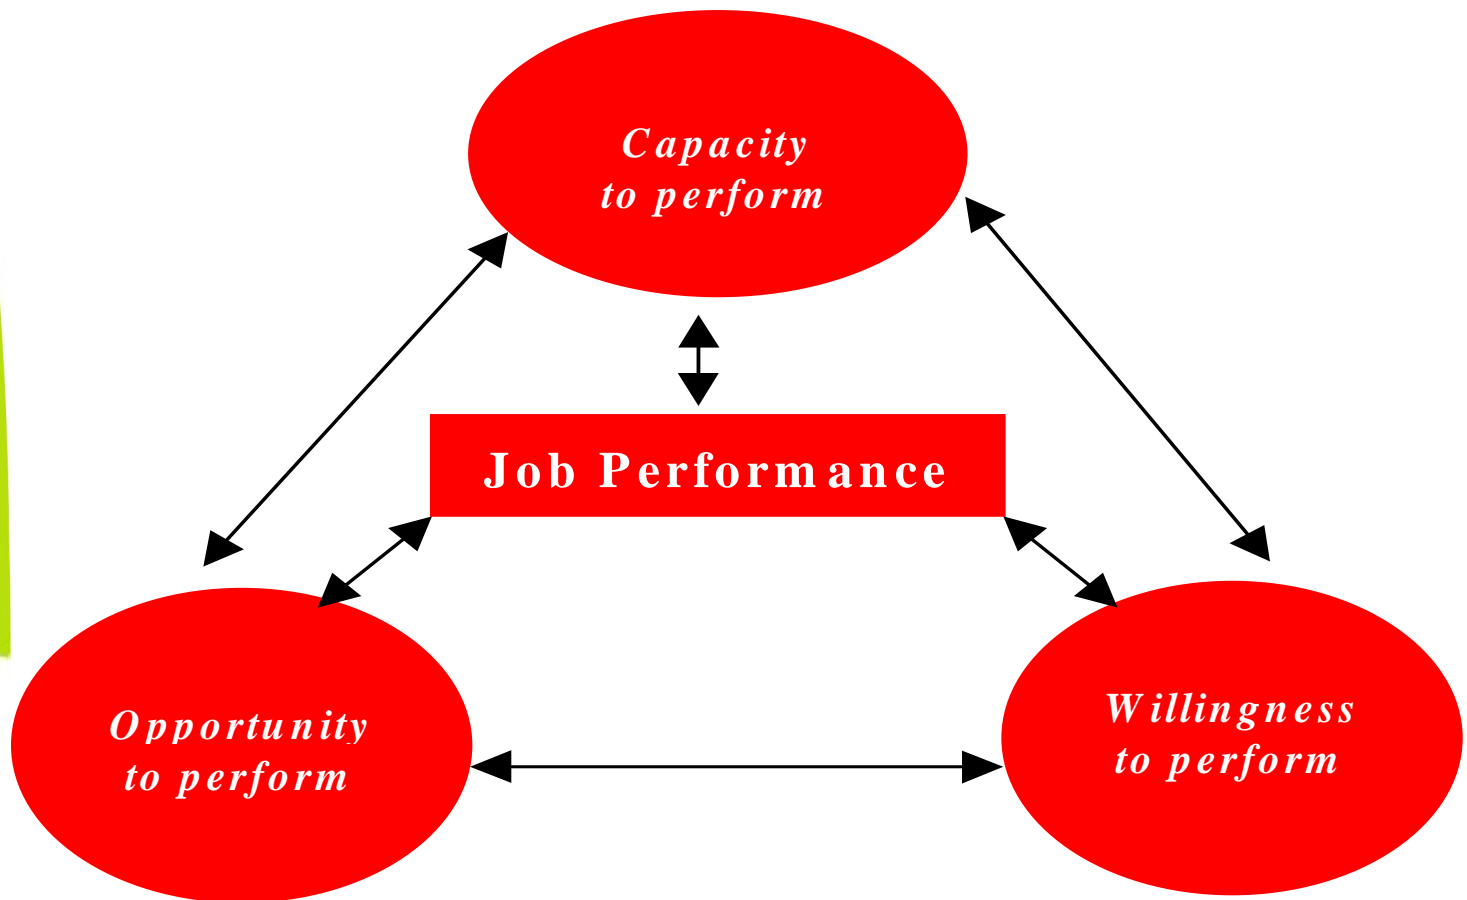 Capacity
to perform
Job Performance
Opportunity
to perform
Willingness
to perform